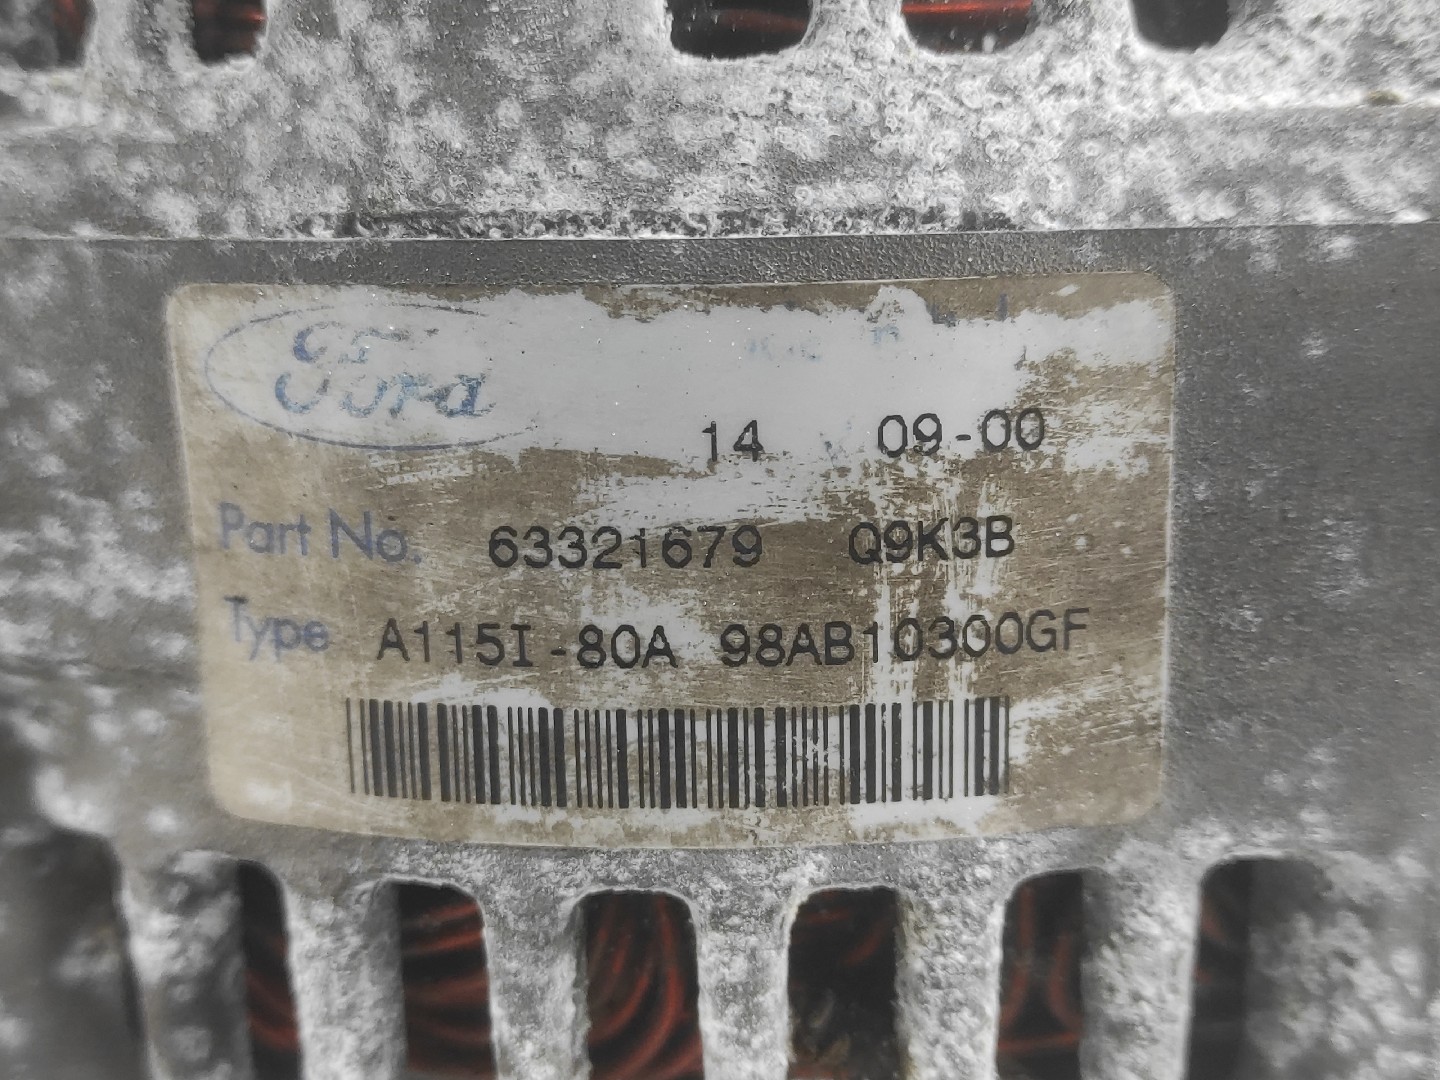 Ford
14 09-00
Part No. 63321679 Q9K3B
Type A115I-80A 98AB10300GF